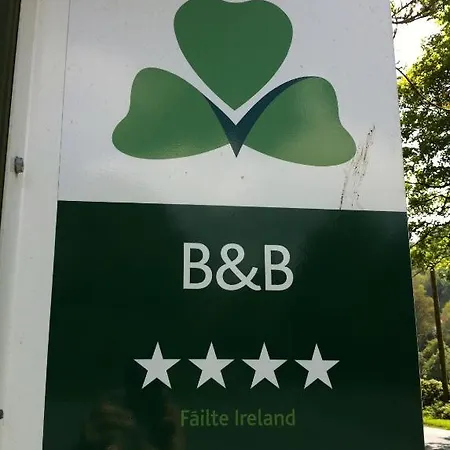 B&B
★★★★
Fáilte Ireland